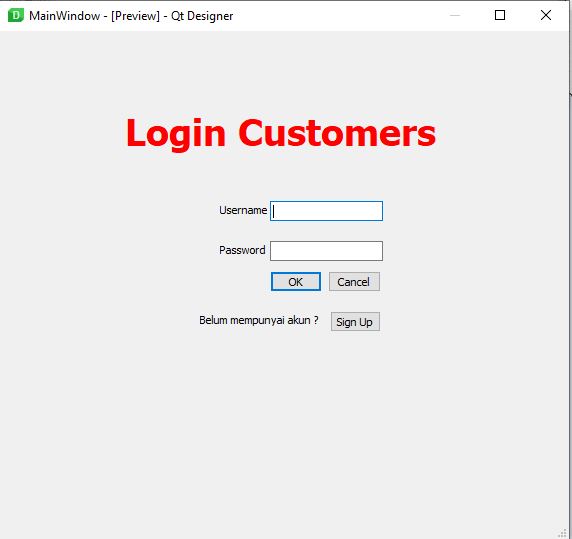 MainWindow - [Preview] - Qt Designer
Login Customers
Username
Password
OK Cancel
Belum mempunyai akun ? Sign Up